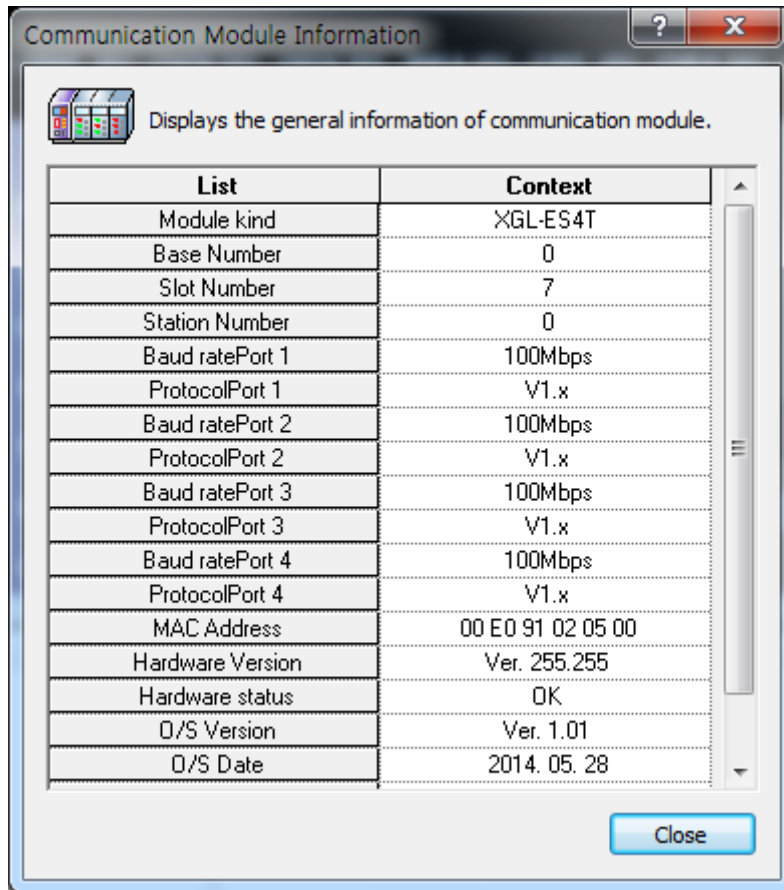 Communication Module Information
?
X
Displays the general information of communication module.
List Context
Module kind XGL-ES4T
Base Number 0
Slot Number 7
Station Number 0
Baud ratePort 1 100Mbps
ProtocolPort 1 V1.x
Baud ratePort 2 100Mbps
ProtocolPort 2 V1.x
Baud ratePort 3 100Mbps
ProtocolPort 3 V1.x
Baud ratePort 4 100Mbps
ProtocolPort 4 V1.x
MAC Address 00 E0 91 02 05 00
Hardware Version Ver. 255.255
Hardware status OK
O/S Version Ver. 1.01
O/S Date 2014. 05. 28
Close